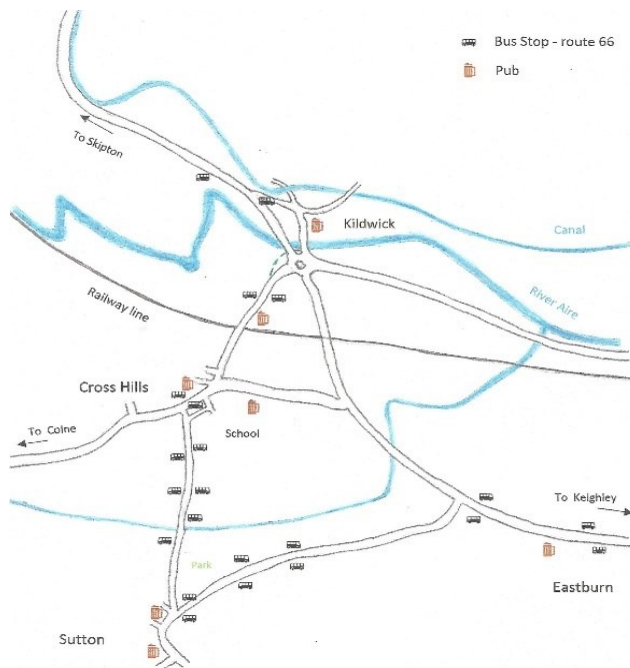 Bus Stop - route 66
Pub
To Skipton
Kildwick
Canal
River Aire
Railway line
Cross Hills
To Colne
School
To Keighley
Park
Eastburn
Sutton